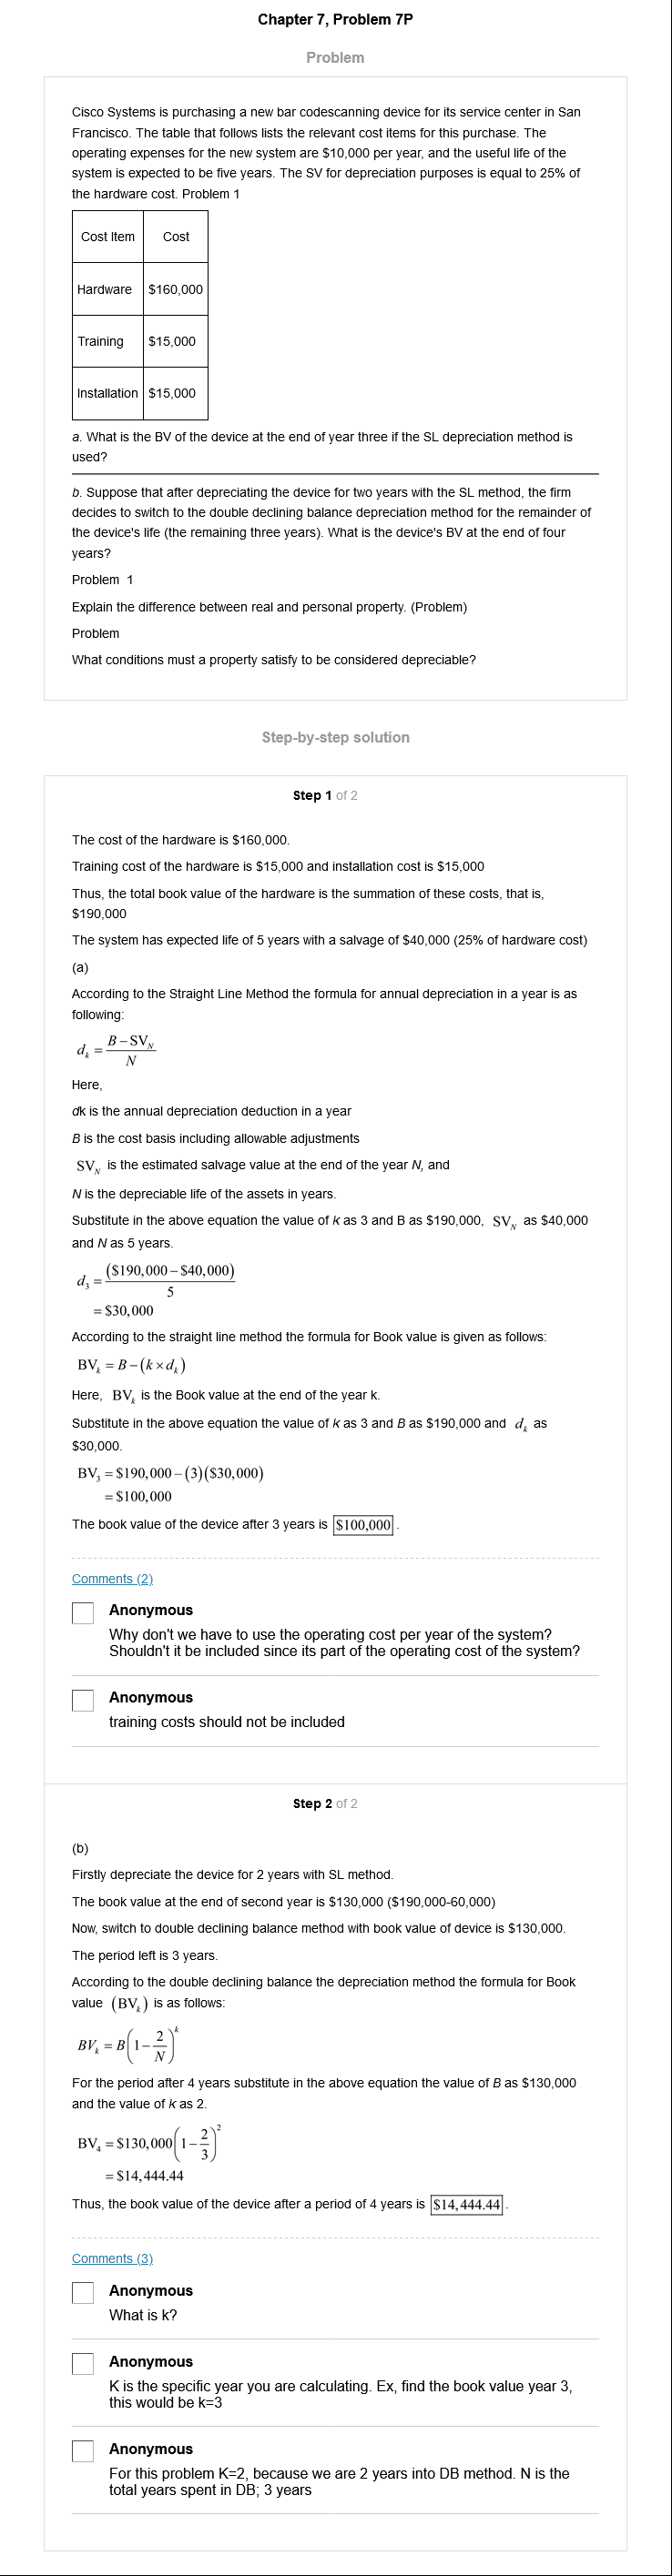 Chapter 7, Problem 7P
Problem
Cisco Systems is purchasing a new bar codescanning device for its service center in San
Francisco. The table that follows lists the relevant cost items for this purchase. The
operating expenses for the new system are $10,000 per year, and the useful life of the
system is expected to be five years. The SV for depreciation purposes is equal to 25% of
the hardware cost. Problem 1
Cost Item Cost
Hardware $160,000
Training $15,000
Installation $15,000
a. What is the BV of the device at the end of year three if the SL depreciation method is
used?
b. Suppose that after depreciating the device for two years with the SL method, the firm
decides to switch to the double declining balance depreciation method for the remainder of
the device's life (the remaining three years). What is the device's BV at the end of four
years?
Problem 1
Explain the difference between real and personal property. (Problem)
Problem
What conditions must a property satisfy to be considered depreciable?
Step-by-step solution
Step 1 of 2
The cost of the hardware is $160,000.
Training cost of the hardware is $15,000 and installation cost is $15,000
Thus, the total book value of the hardware is the summation of these costs, that is,
$190,000
The system has expected life of 5 years with a salvage of $40,000 (25% of hardware cost)
(a)
According to the Straight Line Method the formula for annual depreciation in a year is as
following:
d_k = (B − SV_N) / N
Here,
dk is the annual depreciation deduction in a year
B is the cost basis including allowable adjustments
SV_N is the estimated salvage value at the end of the year N, and
N is the depreciable life of the assets in years.
Substitute in the above equation the value of k as 3 and B as $190,000, SV_N as $40,000
and N as 5 years.
d_3 = ($190,000 − $40,000) / 5
= $30,000
According to the straight line method the formula for Book value is given as follows:
BV_k = B − (k × d_k)
Here, BV_k is the Book value at the end of the year k.
Substitute in the above equation the value of k as 3 and B as $190,000 and d_k as
$30,000.
BV_3 = $190,000 − (3)($30,000)
= $100,000
The book value of the device after 3 years is $100,000.
Comments (2)
Anonymous
Why don't we have to use the operating cost per year of the system?
Shouldn't it be included since its part of the operating cost of the system?
Anonymous
training costs should not be included
Step 2 of 2
(b)
Firstly depreciate the device for 2 years with SL method.
The book value at the end of second year is $130,000 ($190,000-60,000)
Now, switch to double declining balance method with book value of device is $130,000.
The period left is 3 years.
According to the double declining balance the depreciation method the formula for Book
value (BV_k) is as follows:
BV_k = B(1 − 2/N)^k
For the period after 4 years substitute in the above equation the value of B as $130,000
and the value of k as 2.
BV_4 = $130,000(1 − 2/3)^2
= $14,444.44
Thus, the book value of the device after a period of 4 years is $14,444.44.
Comments (3)
Anonymous
What is k?
Anonymous
K is the specific year you are calculating. Ex, find the book value year 3,
this would be k=3
Anonymous
For this problem K=2, because we are 2 years into DB method. N is the
total years spent in DB; 3 years